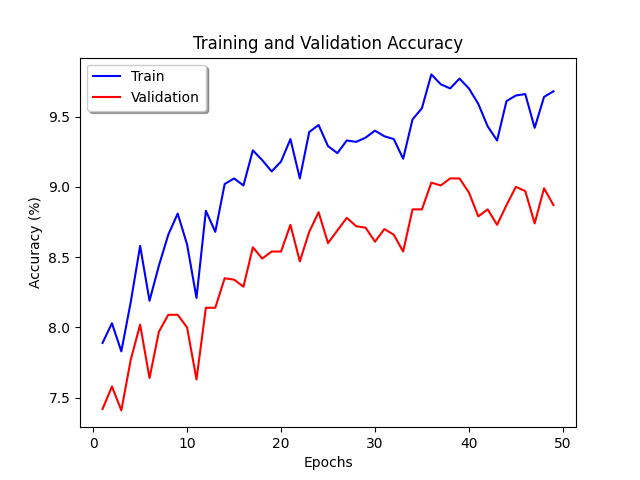 Training and Validation Accuracy
Train
Validation
Accuracy (%)
9.5
9.0
8.5
8.0
7.5
0 10 20 30 40 50
Epochs